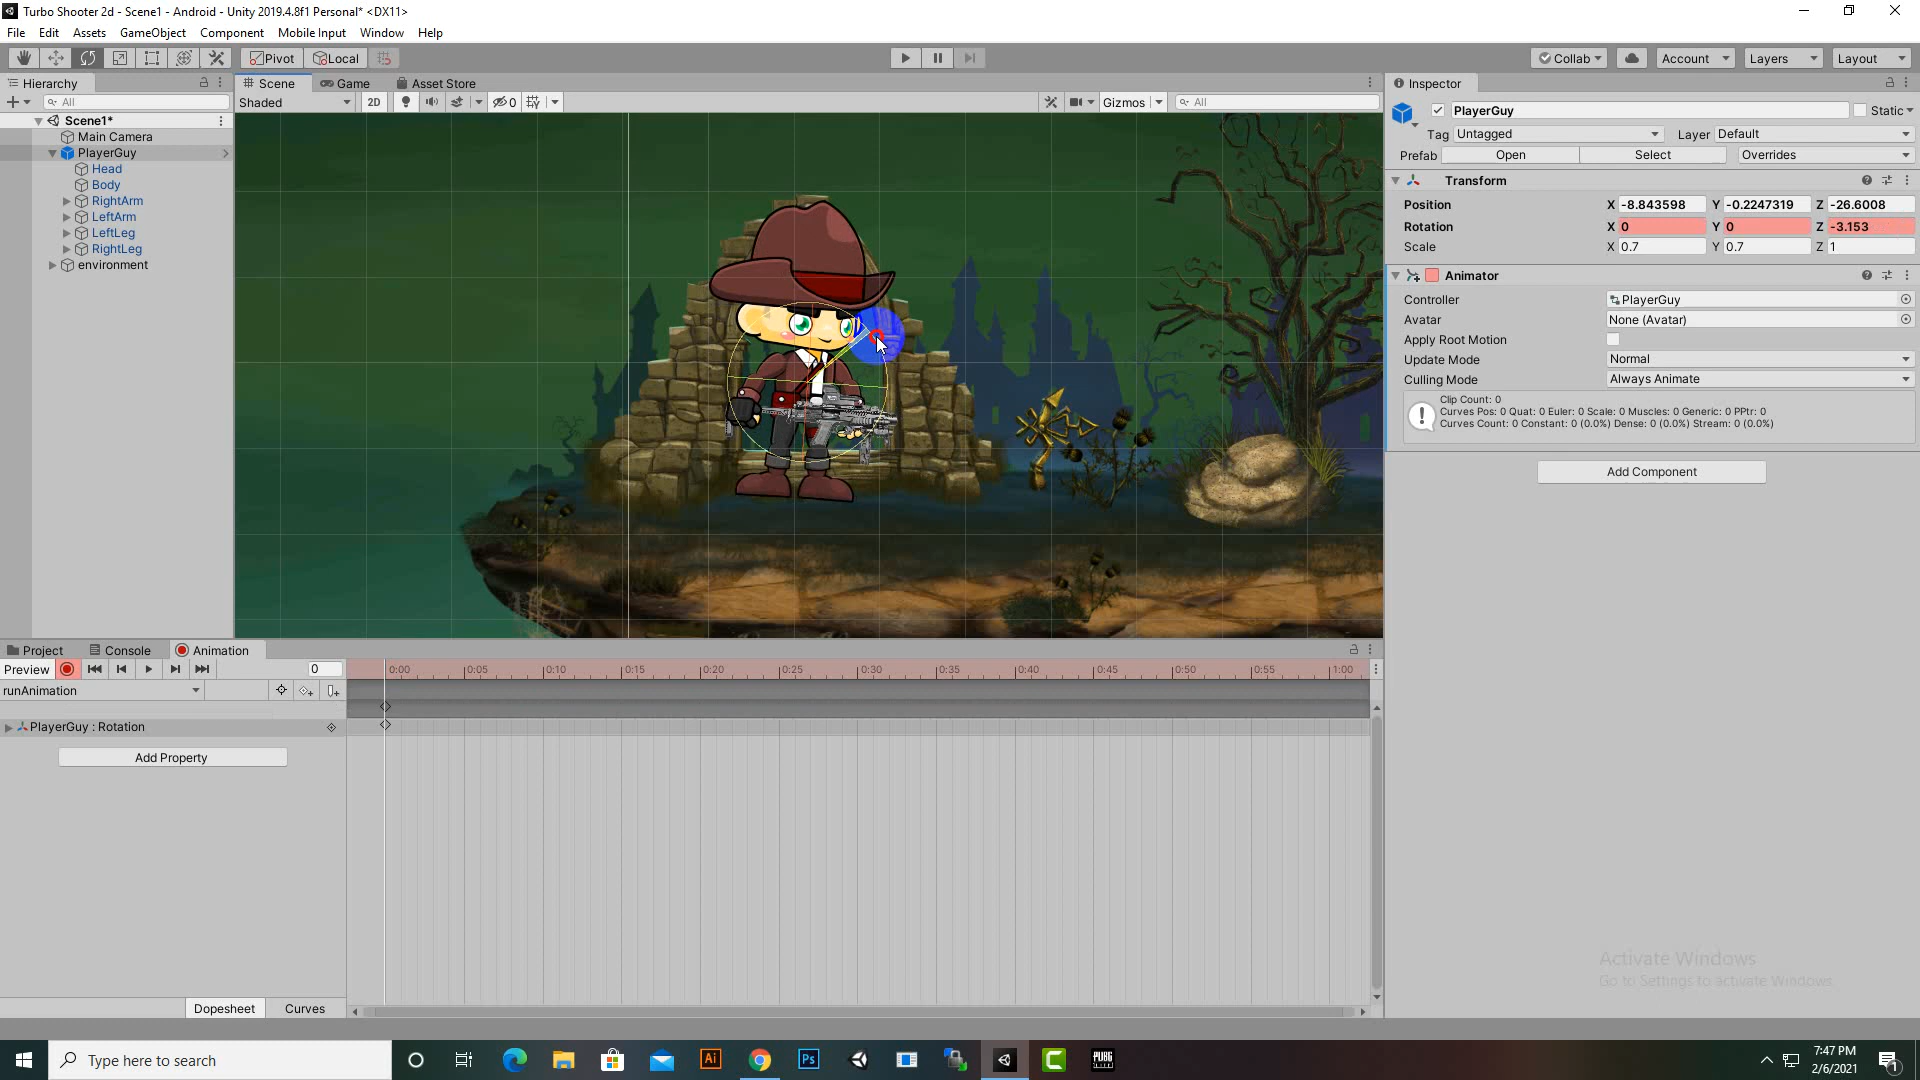 Turbo Shooter 2d - Scene1 - Android - Unity 2019.4.8f1 Personal* <DX11>
File Edit Assets GameObject Component Mobile Input Window Help
Pivot Local Collab Account Layers Layout
Hierarchy
All
Scene1*
Main Camera
PlayerGuy
Head
Body
RightArm
LeftArm
LeftLeg
RightLeg
environment
Scene Game Asset Store
Shaded 2D 0 Gizmos All
Inspector
PlayerGuy Static
Tag Untagged Layer Default
Prefab Open Select Overrides
Transform
Position X -8.843598 Y -0.2247319 Z -26.6008
Rotation X 0 Y 0 Z -3.153
Scale X 0.7 Y 0.7 Z 1
Animator
Controller PlayerGuy
Avatar None (Avatar)
Apply Root Motion
Update Mode Normal
Culling Mode Always Animate
Clip Count: 0
Curves Pos: 0 Quat: 0 Euler: 0 Scale: 0 Muscles: 0 Generic: 0 PPtr: 0
Curves Count: 0 Constant: 0 (0.0%) Dense: 0 (0.0%) Stream: 0 (0.0%)
Add Component
Project Console Animation
Preview 0 0:00 0:05 0:10 0:15 0:20 0:25 0:30 0:35 0:40 0:45 0:50 0:55 1:00
runAnimation
PlayerGuy : Rotation
Add Property
Dopesheet Curves
Activate Windows
Go to Settings to activate Windows.
Type here to search
Ai
Ps
PUBG
7:47 PM
2/6/2021
1